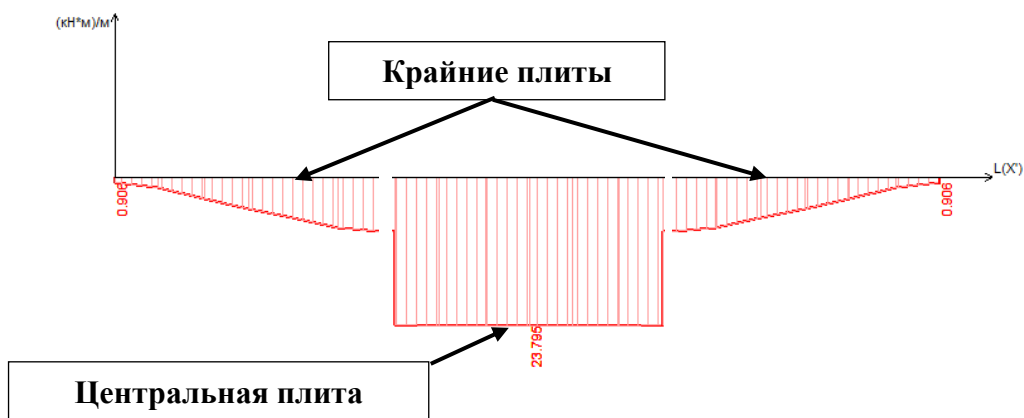 (кН*м)/м
Крайние плиты
L(X')
0.906
0.906
23.795
Центральная плита